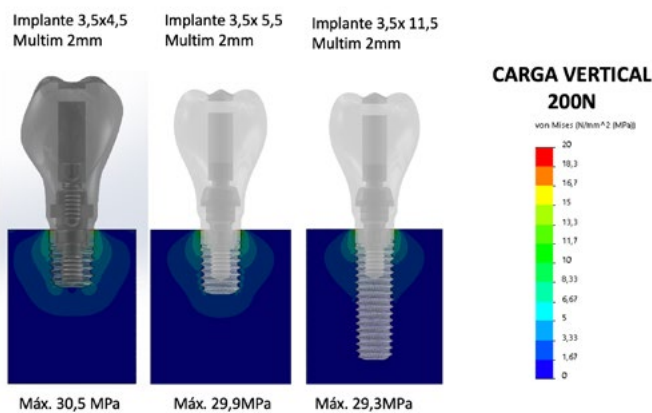 Implante 3,5x4,5
Multim 2mm
Implante 3,5x 5,5
Multim 2mm
Implante 3,5x 11,5
Multim 2mm
CARGA VERTICAL
200N
von Mises (N/mm^2 (MPa))
20
18,3
16,7
15
13,3
11,7
10
8,33
6,67
5
3,33
1,67
0
Máx. 30,5 MPa
Máx. 29,9MPa
Máx. 29,3MPa